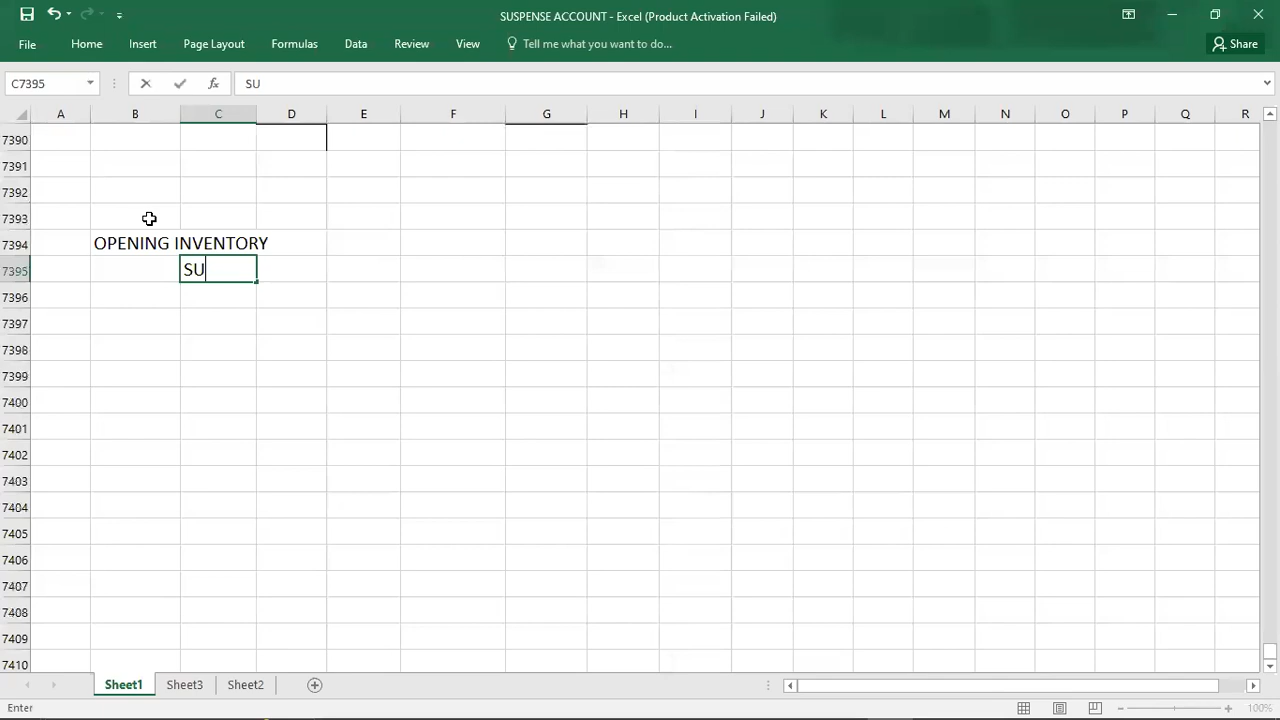 SUSPENSE ACCOUNT - Excel (Product Activation Failed)
File Home Insert Page Layout Formulas Data Review View Tell me what you want to do... Share
C7395 fx SU
A B C D E F G H I J K L M N O P Q R
7390
7391
7392
7393
7394 OPENING INVENTORY
7395 SU
7396
7397
7398
7399
7400
7401
7402
7403
7404
7405
7406
7407
7408
7409
7410
Sheet1 Sheet3 Sheet2
Enter 100%